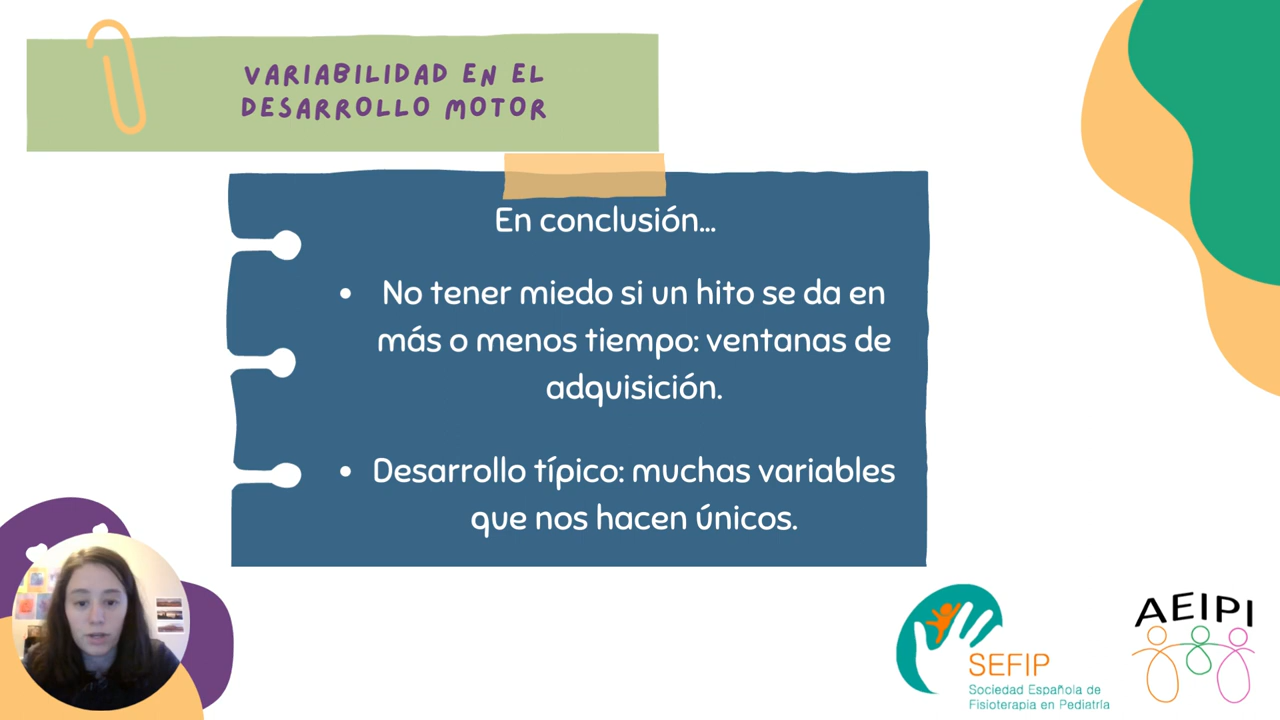 VARIABILIDAD EN EL
DESARROLLO MOTOR
En conclusión...
• No tener miedo si un hito se da en
más o menos tiempo: ventanas de
adquisición.
• Desarrollo típico: muchas variables
que nos hacen únicos.
SEFIP
Sociedad Española de
Fisioterapia en Pediatría
AEIPI